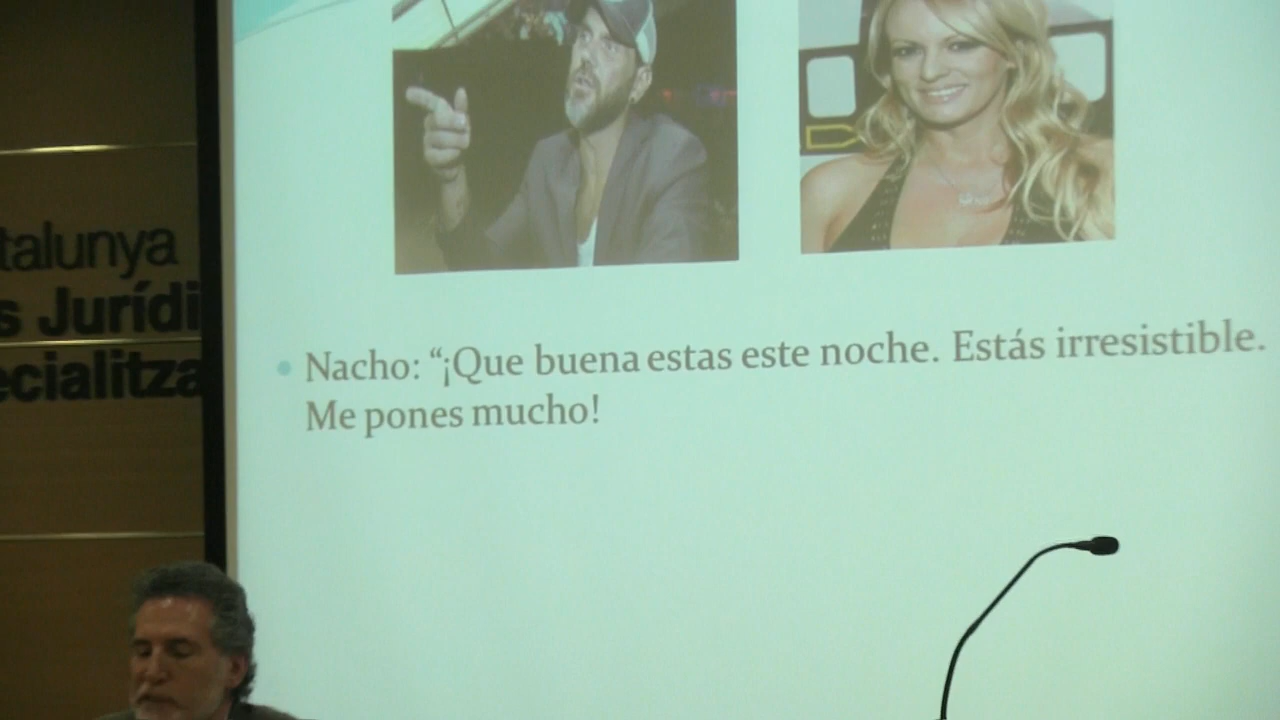 talunya
s Jurídi
ecialitza
Nacho: “¡Que buena estas este noche. Estás irresistible.
Me pones mucho!